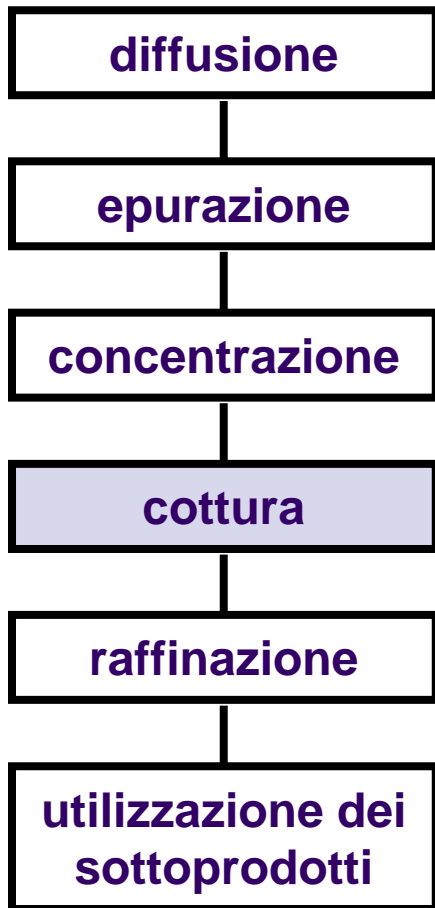 diffusione
epurazione
concentrazione
cottura
raffinazione
utilizzazione dei
sottoprodotti